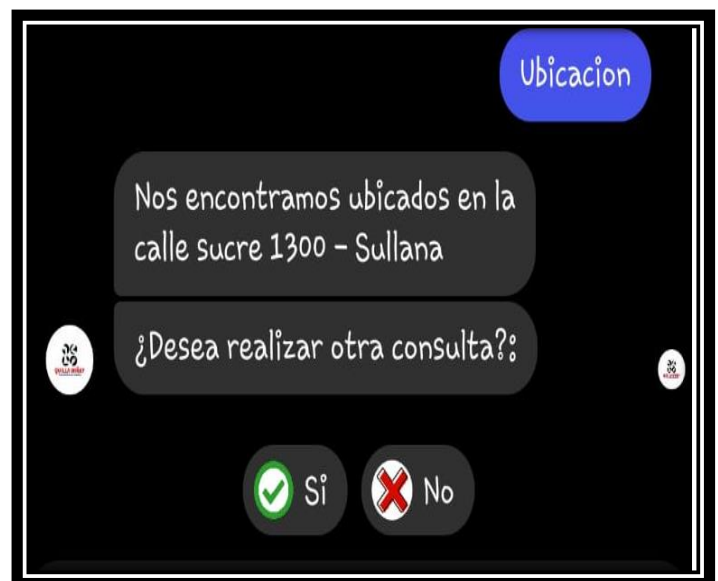 Ubicacion
Nos encontramos ubicados en la
calle sucre 1300 - Sullana
¿Desea realizar otra consulta?:
Si
No